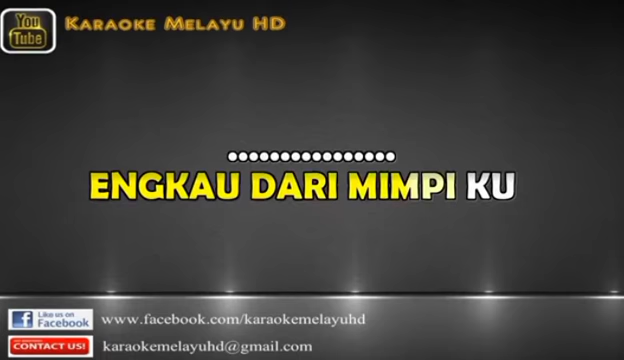 You
Tube
KARAOKE MELAYU HD
................
ENGKAU DARI MIMPI KU
Like us on
Facebook
www.facebook.com/karaokemelayuhd
CONTACT US!
karaokemelayuhd@gmail.com